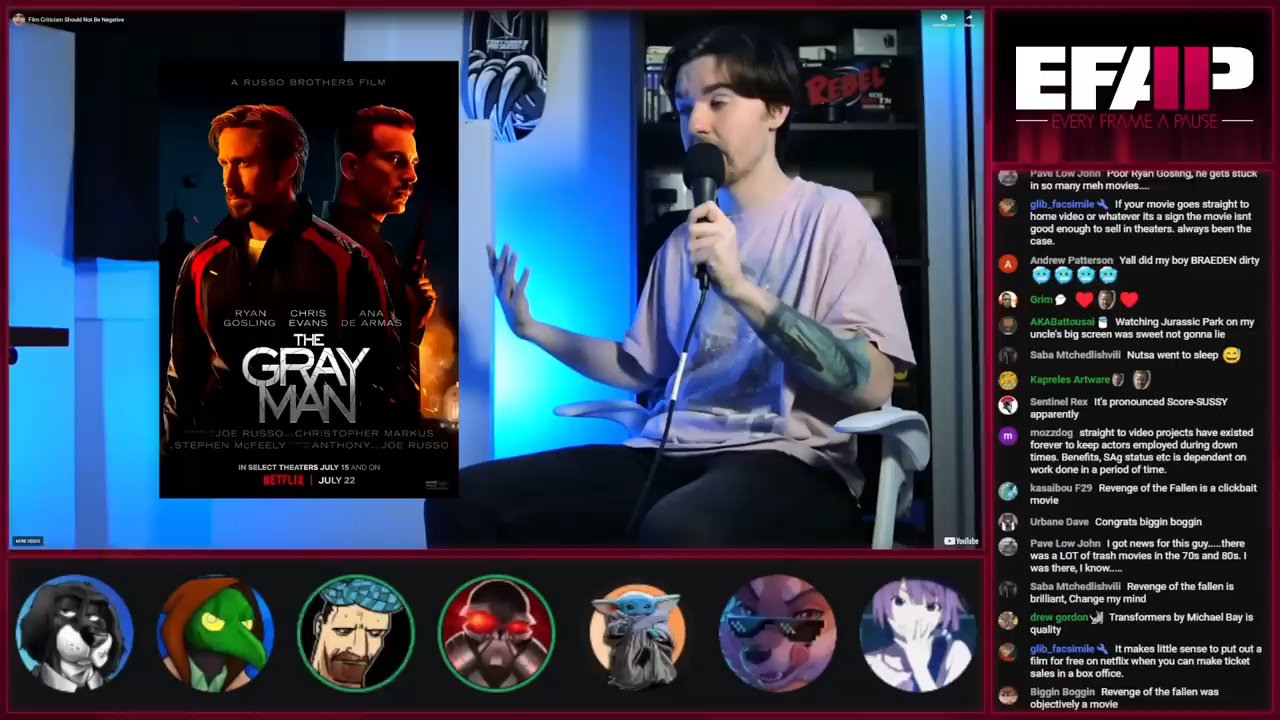 Film Criticism Should Not Be Negative
A RUSSO BROTHERS FILM
RYAN GOSLING
CHRIS EVANS
ANA DE ARMAS
THE
GRAY
MAN
JOE RUSSO
CHRISTOPHER MARKUS
STEPHEN McFEELY
ANTHONY
JOE RUSSO
IN SELECT THEATERS JULY 15 AND ON
NETFLIX | JULY 22
REBEL
MORE VIDEOS
YouTube
EFAP
EVERY FRAME A PAUSE
Pave Low John Poor Ryan Gosling, he gets stuck
in so many meh movies....
glib_facsimile If your movie goes straight to
home video or whatever its a sign the movie isnt
good enough to sell in theaters. always been the
case.
A
Andrew Patterson Yall did my boy BRAEDEN dirty
Grim
AKABattousai Watching Jurassic Park on my
uncle's big screen was sweet not gonna lie
Saba Mtchedlishvili Nutsa went to sleep
Kapreles Artware
Sentinel Rex It's pronounced Score-SUSSY
apparently
m
mozzdog straight to video projects have existed
forever to keep actors employed during down
times. Benefits, SAg status etc is dependent on
work done in a period of time.
kasaibou F29 Revenge of the Fallen is a clickbait
movie
Urbane Dave Congrats biggin boggin
Pave Low John I got news for this guy.....there
was a LOT of trash movies in the 70s and 80s. I
was there, I know.....
Saba Mtchedlishvili Revenge of the fallen is
brilliant, Change my mind
drew gordon Transformers by Michael Bay is
quality
glib_facsimile It makes little sense to put out a
film for free on netflix when you can make ticket
sales in a box office.
Biggin Boggin Revenge of the fallen was
objectively a movie